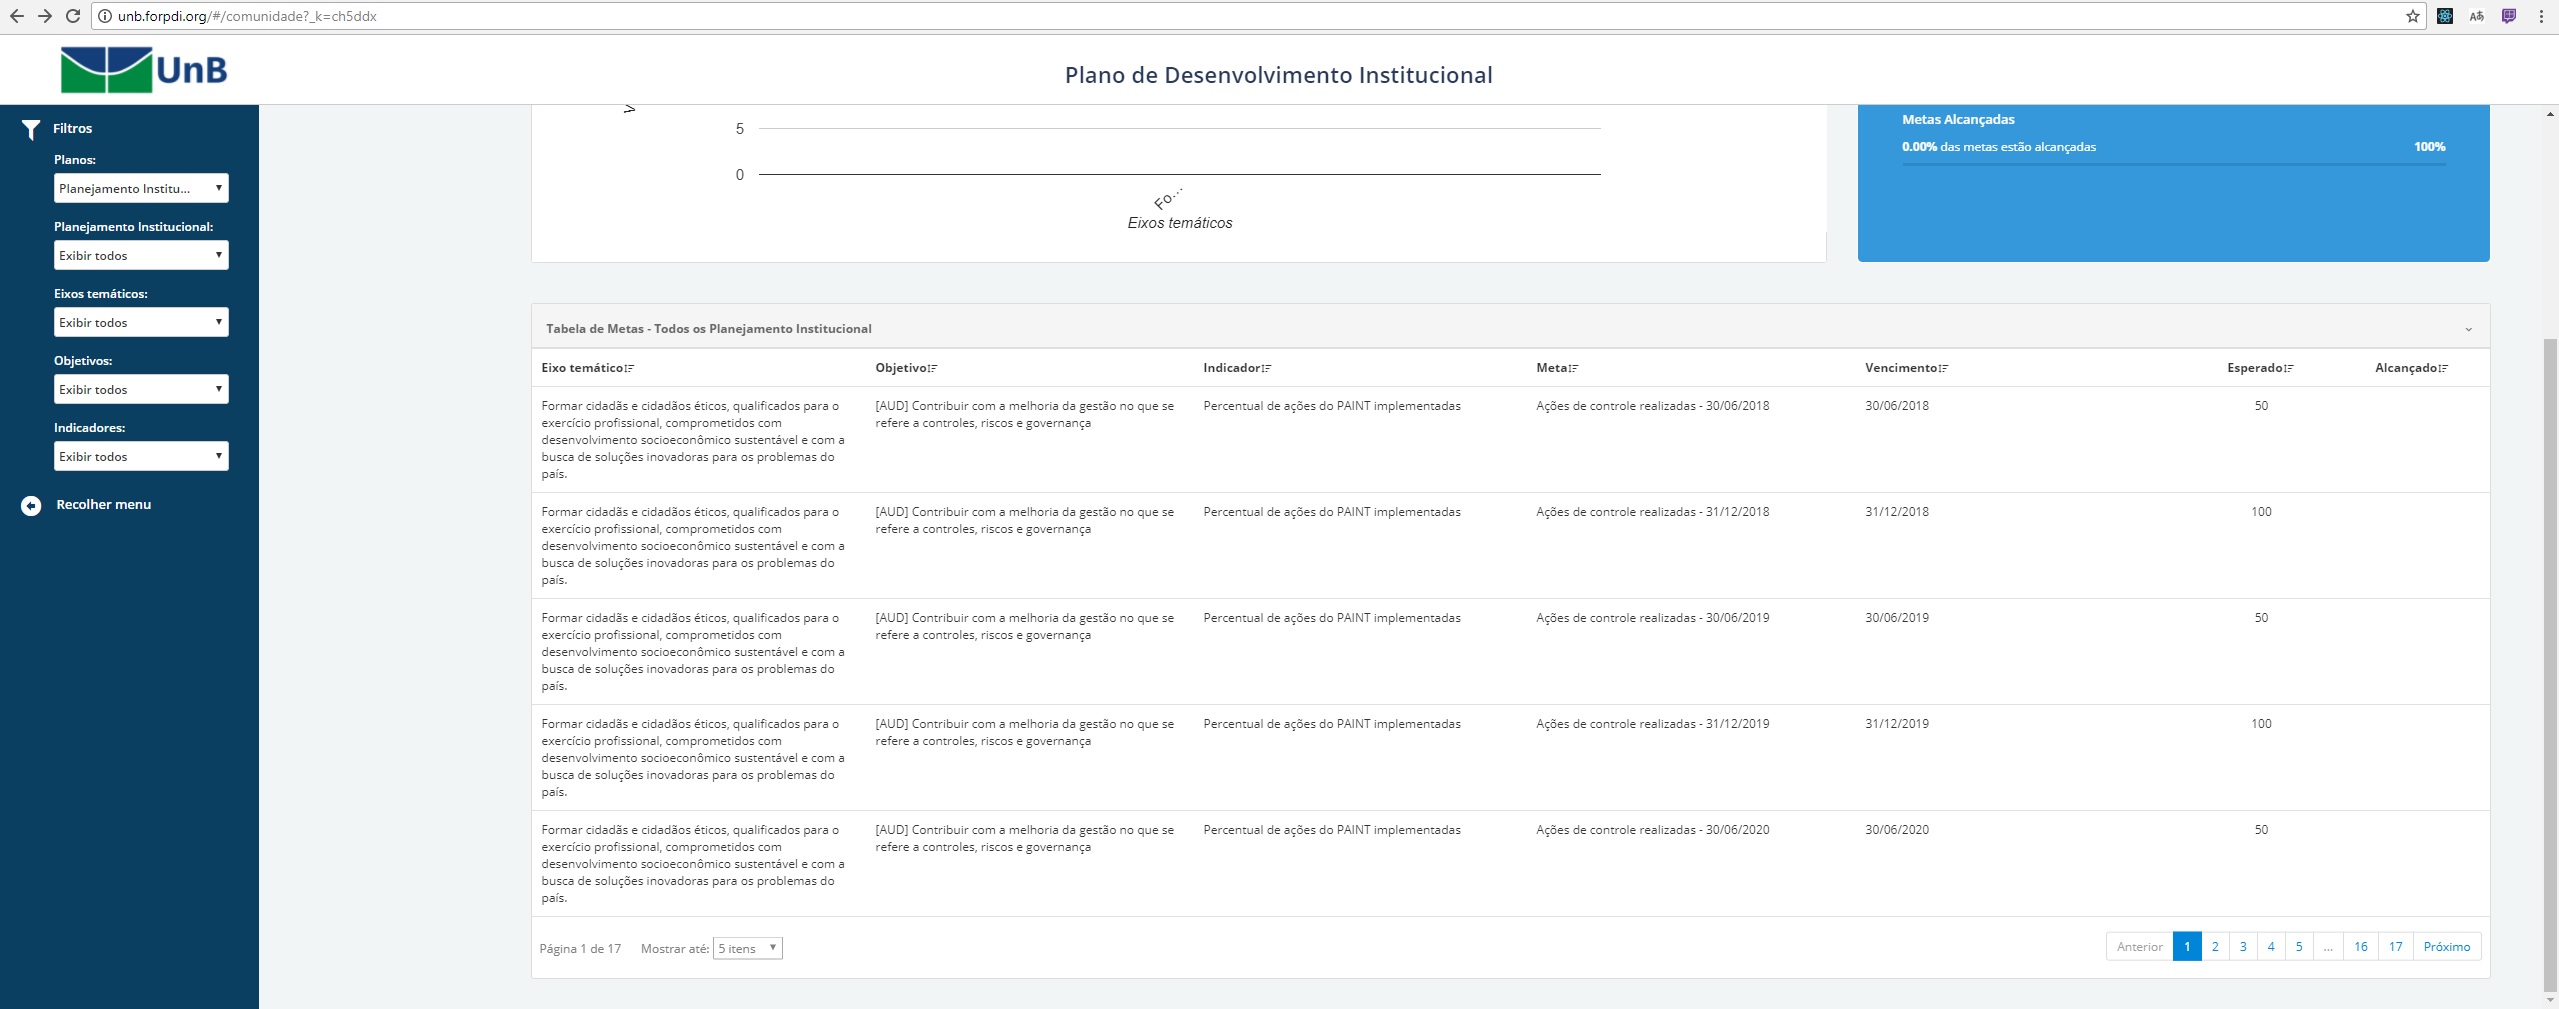 unb.forpdi.org/#/comunidade?_k=ch5ddx
UnB
Plano de Desenvolvimento Institucional
Filtros
Planos:
Planejamento Institu...
Planejamento Institucional:
Exibir todos
Eixos temáticos:
Exibir todos
Objetivos:
Exibir todos
Indicadores:
Exibir todos
Recolher menu
5
0
Fo...
Eixos temáticos
Metas Alcançadas
0.00% das metas estão alcançadas 100%
Tabela de Metas - Todos os Planejamento Institucional
Eixo temático Objetivo Indicador Meta Vencimento Esperado Alcançado
Formar cidadãs e cidadãos éticos, qualificados para o [AUD] Contribuir com a melhoria da gestão no que se Percentual de ações do PAINT implementadas Ações de controle realizadas - 30/06/2018 30/06/2018 50
exercício profissional, comprometidos com refere a controles, riscos e governança
desenvolvimento socioeconômico sustentável e com a
busca de soluções inovadoras para os problemas do
país.
Formar cidadãs e cidadãos éticos, qualificados para o [AUD] Contribuir com a melhoria da gestão no que se Percentual de ações do PAINT implementadas Ações de controle realizadas - 31/12/2018 31/12/2018 100
exercício profissional, comprometidos com refere a controles, riscos e governança
desenvolvimento socioeconômico sustentável e com a
busca de soluções inovadoras para os problemas do
país.
Formar cidadãs e cidadãos éticos, qualificados para o [AUD] Contribuir com a melhoria da gestão no que se Percentual de ações do PAINT implementadas Ações de controle realizadas - 30/06/2019 30/06/2019 50
exercício profissional, comprometidos com refere a controles, riscos e governança
desenvolvimento socioeconômico sustentável e com a
busca de soluções inovadoras para os problemas do
país.
Formar cidadãs e cidadãos éticos, qualificados para o [AUD] Contribuir com a melhoria da gestão no que se Percentual de ações do PAINT implementadas Ações de controle realizadas - 31/12/2019 31/12/2019 100
exercício profissional, comprometidos com refere a controles, riscos e governança
desenvolvimento socioeconômico sustentável e com a
busca de soluções inovadoras para os problemas do
país.
Formar cidadãs e cidadãos éticos, qualificados para o [AUD] Contribuir com a melhoria da gestão no que se Percentual de ações do PAINT implementadas Ações de controle realizadas - 30/06/2020 30/06/2020 50
exercício profissional, comprometidos com refere a controles, riscos e governança
desenvolvimento socioeconômico sustentável e com a
busca de soluções inovadoras para os problemas do
país.
Página 1 de 17 Mostrar até: 5 itens Anterior 1 2 3 4 5 ... 16 17 Próximo